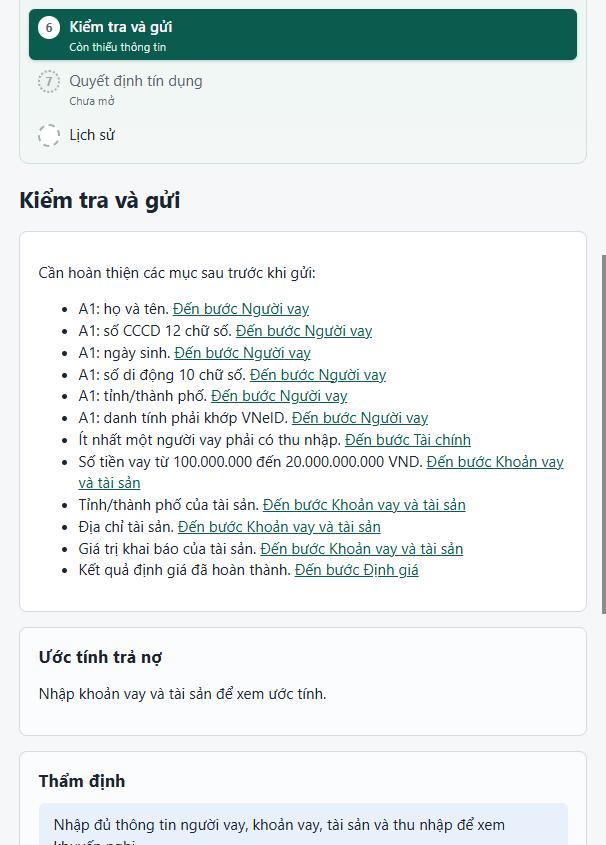 6 Kiểm tra và gửi
Còn thiếu thông tin
7 Quyết định tín dụng
Chưa mở
Lịch sử
Kiểm tra và gửi
Cần hoàn thiện các mục sau trước khi gửi:
• A1: họ và tên. Đến bước Người vay
• A1: số CCCD 12 chữ số. Đến bước Người vay
• A1: ngày sinh. Đến bước Người vay
• A1: số di động 10 chữ số. Đến bước Người vay
• A1: tỉnh/thành phố. Đến bước Người vay
• A1: danh tính phải khớp VNeID. Đến bước Người vay
• Ít nhất một người vay phải có thu nhập. Đến bước Tài chính
• Số tiền vay từ 100.000.000 đến 20.000.000.000 VND. Đến bước Khoản vay
và tài sản
• Tỉnh/thành phố của tài sản. Đến bước Khoản vay và tài sản
• Địa chỉ tài sản. Đến bước Khoản vay và tài sản
• Giá trị khai báo của tài sản. Đến bước Khoản vay và tài sản
• Kết quả định giá đã hoàn thành. Đến bước Định giá
Ước tính trả nợ
Nhập khoản vay và tài sản để xem ước tính.
Thẩm định
Nhập đủ thông tin người vay, khoản vay, tài sản và thu nhập để xem